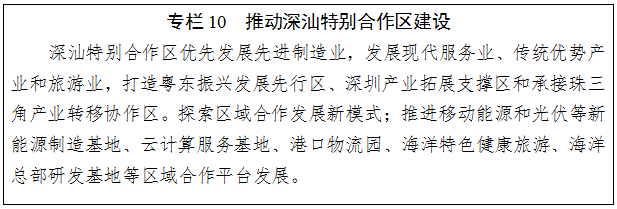 专栏 10 推动深汕特别合作区建设
深汕特别合作区优先发展先进制造业，发展现代服务业、传统优势产
业和旅游业，打造粤东振兴发展先行区、深圳产业拓展支撑区和承接珠三
角产业转移协作区。探索区域合作发展新模式；推进移动能源和光伏等新
能源制造基地、云计算服务基地、港口物流园、海洋特色健康旅游、海洋
总部研发基地等区域合作平台发展。